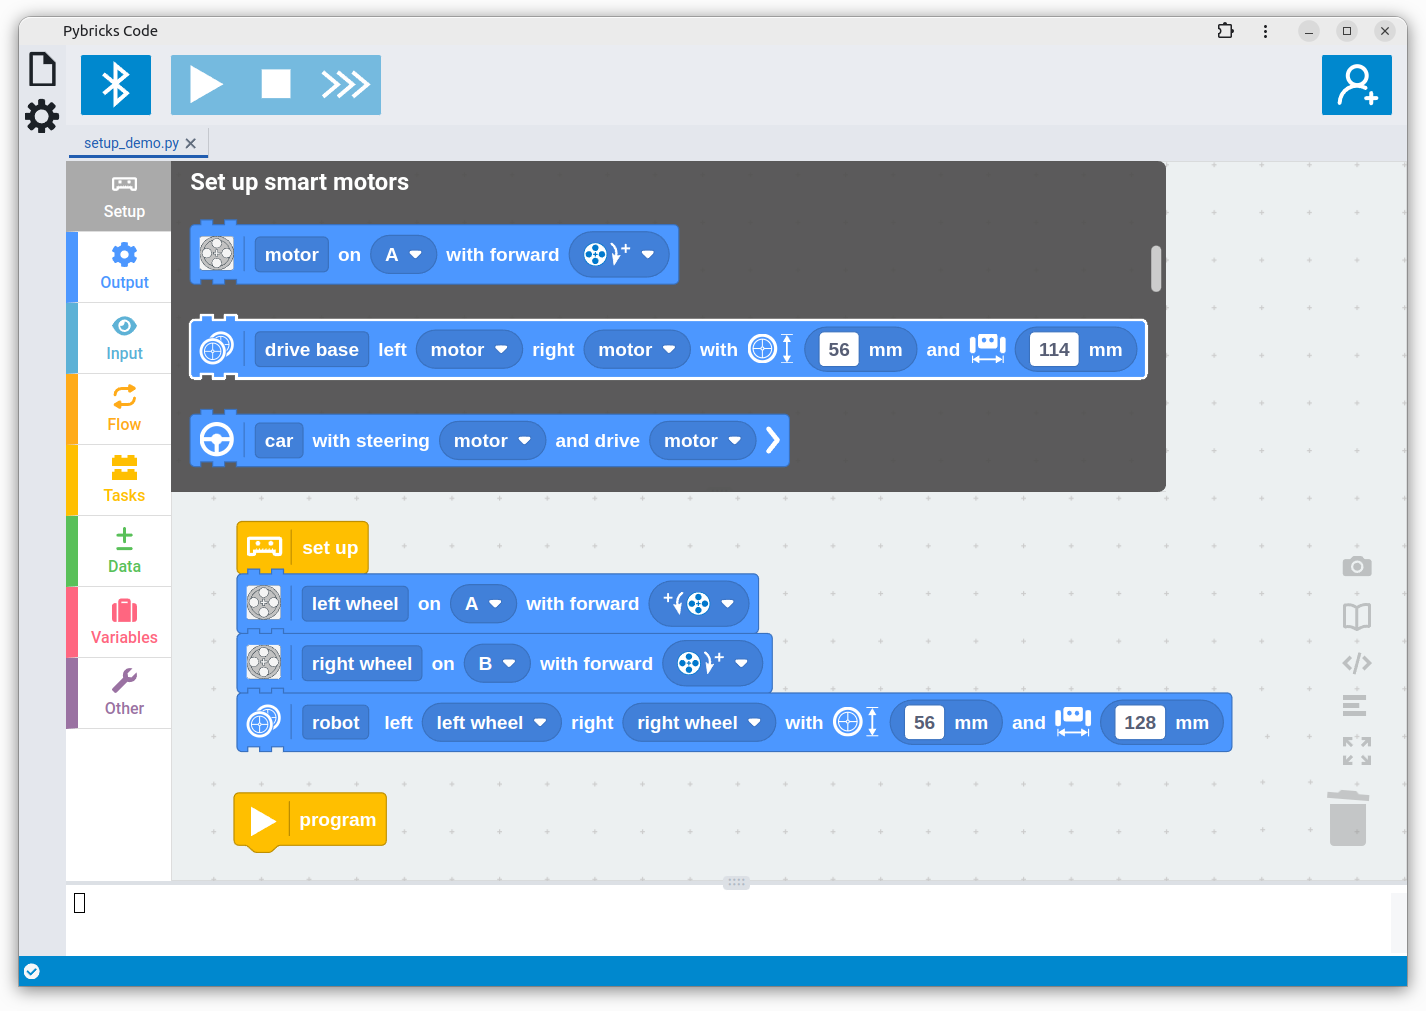 Pybricks Code
setup_demo.py
Setup
Output
Input
Flow
Tasks
Data
Variables
Other
Set up smart motors
motor on A with forward +
drive base left motor right motor with 56 mm and 114 mm
car with steering motor and drive motor
set up
left wheel on A with forward +
right wheel on B with forward +
robot left left wheel right right wheel with 56 mm and 128 mm
program